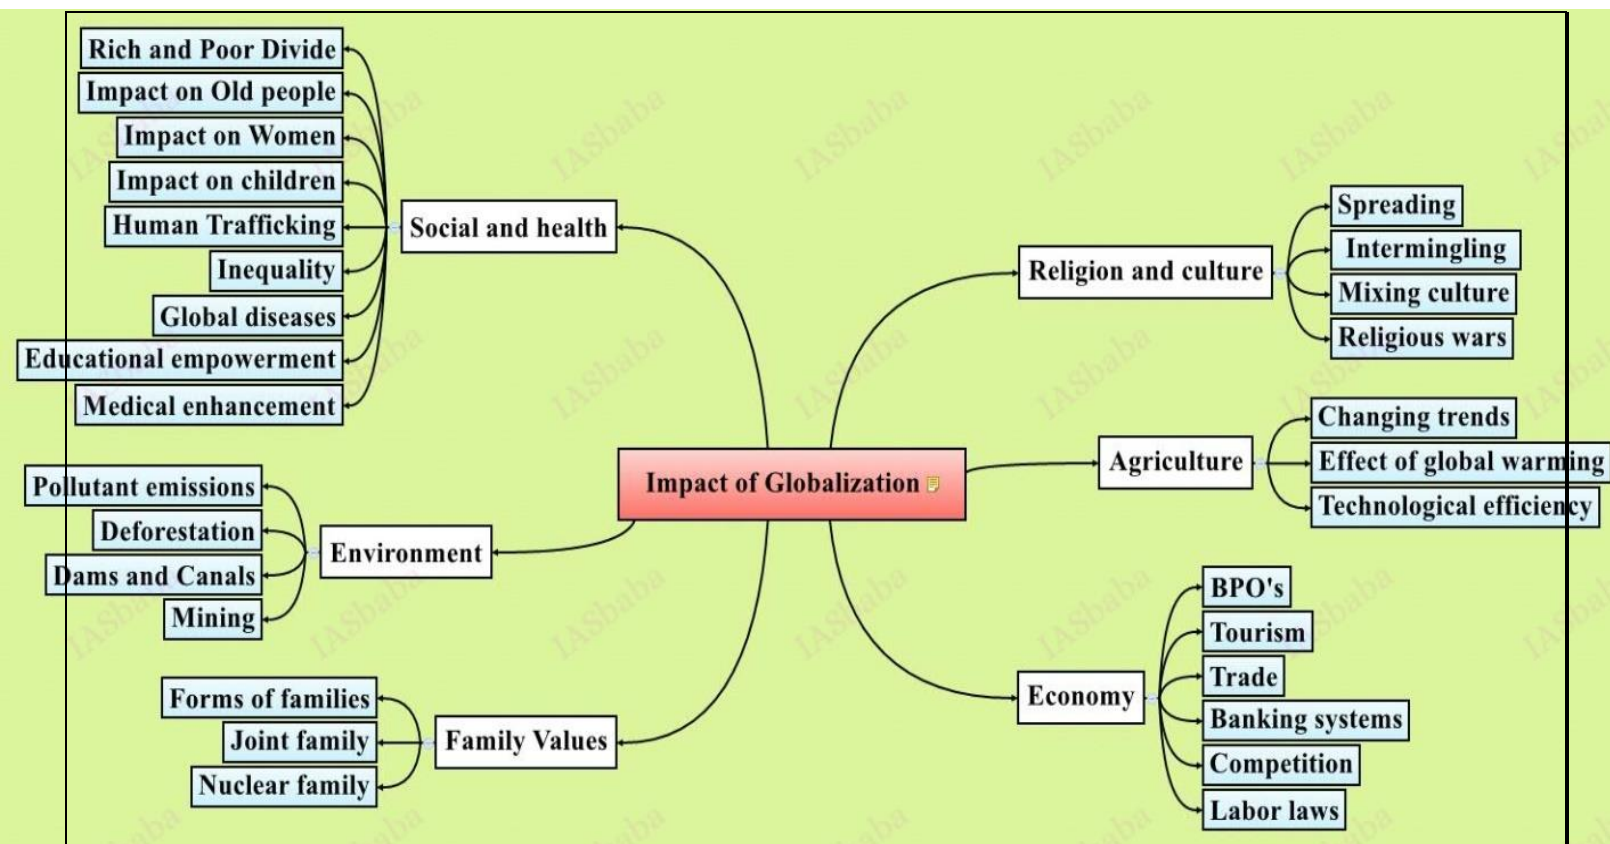 Rich and Poor Divide
Impact on Old people
Impact on Women
Impact on children
Human Trafficking
Inequality
Global diseases
Educational empowerment
Medical enhancement
Social and health
Pollutant emissions
Deforestation
Dams and Canals
Mining
Environment
Forms of families
Joint family
Nuclear family
Family Values
Impact of Globalization
Religion and culture
Spreading
Intermingling
Mixing culture
Religious wars
Agriculture
Changing trends
Effect of global warming
Technological efficiency
Economy
BPO's
Tourism
Trade
Banking systems
Competition
Labor laws
IASbaba